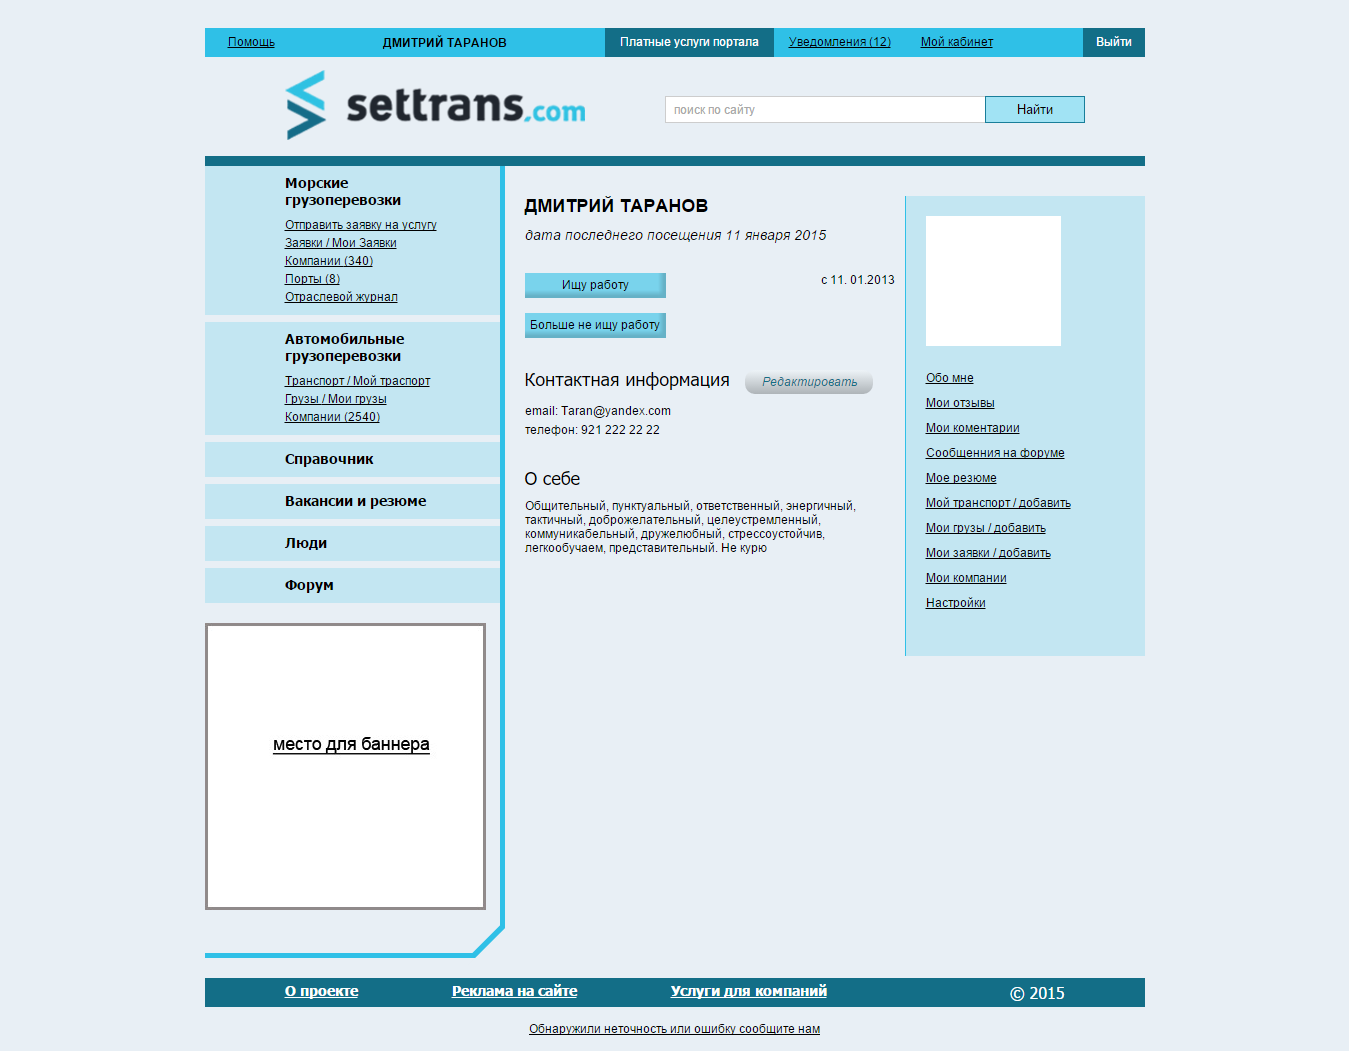 Помощь
ДМИТРИЙ ТАРАНОВ
Платные услуги портала
Уведомления (12)
Мой кабинет
Выйти
settrans.com
поиск по сайту
Найти
Морские
грузоперевозки
Отправить заявку на услугу
Заявки / Мои Заявки
Компании (340)
Порты (8)
Отраслевой журнал
Автомобильные
грузоперевозки
Транспорт / Мой траспорт
Грузы / Мои грузы
Компании (2540)
Справочник
Вакансии и резюме
Люди
Форум
место для баннера
ДМИТРИЙ ТАРАНОВ
дата последнего посещения 11 января 2015
Ищу работу
с 11. 01.2013
Больше не ищу работу
Контактная информация
Редактировать
email: Taran@yandex.com
телефон: 921 222 22 22
О себе
Общительный, пунктуальный, ответственный, энергичный,
тактичный, доброжелательный, целеустремленный,
коммуникабельный, дружелюбный, стрессоустойчив,
легкообучаем, представительный. Не курю
Обо мне
Мои отзывы
Мои коментарии
Сообщенния на форуме
Мое резюме
Мой транспорт / добавить
Мои грузы / добавить
Мои заявки / добавить
Мои компании
Настройки
О проекте
Реклама на сайте
Услуги для компаний
© 2015
Обнаружили неточность или ошибку сообщите нам